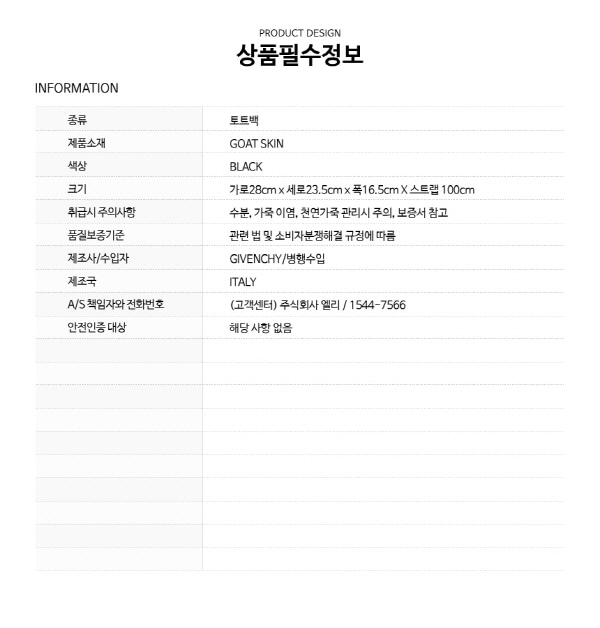 PRODUCT DESIGN
상품필수정보
INFORMATION
종류 토트백
제품소재 GOAT SKIN
색상 BLACK
크기 가로28cm x 세로23.5cm x 폭16.5cm X 스트랩 100cm
취급시 주의사항 수분, 가죽 이염, 천연가죽 관리시 주의, 보증서 참고
품질보증기준 관련 법 및 소비자분쟁해결 규정에 따름
제조사/수입자 GIVENCHY/병행수입
제조국 ITALY
A/S 책임자와 전화번호 (고객센터) 주식회사 엘리 / 1544-7566
안전인증 대상 해당 사항 없음